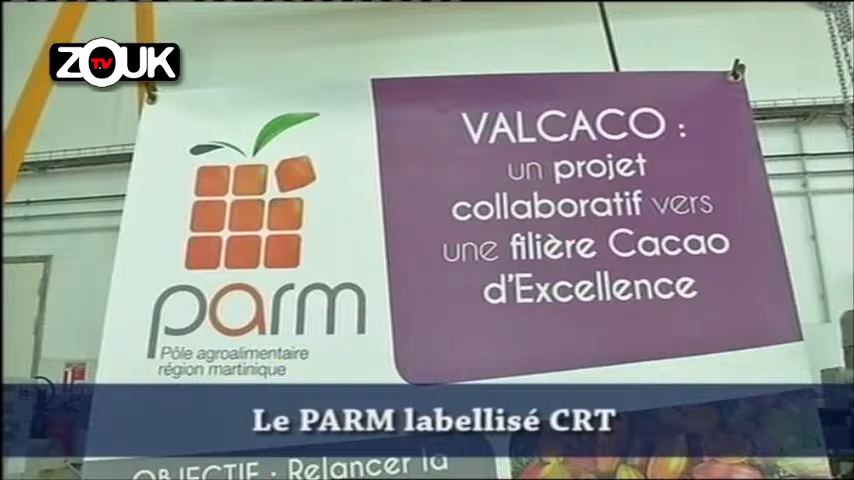 ZOUK
TV
VALCACO :
un projet
collaboratif vers
une filière Cacao
d'Excellence
parm
Pôle agroalimentaire
région martinique
Le PARM labellisé CRT
OBJECTIF : Relancer la